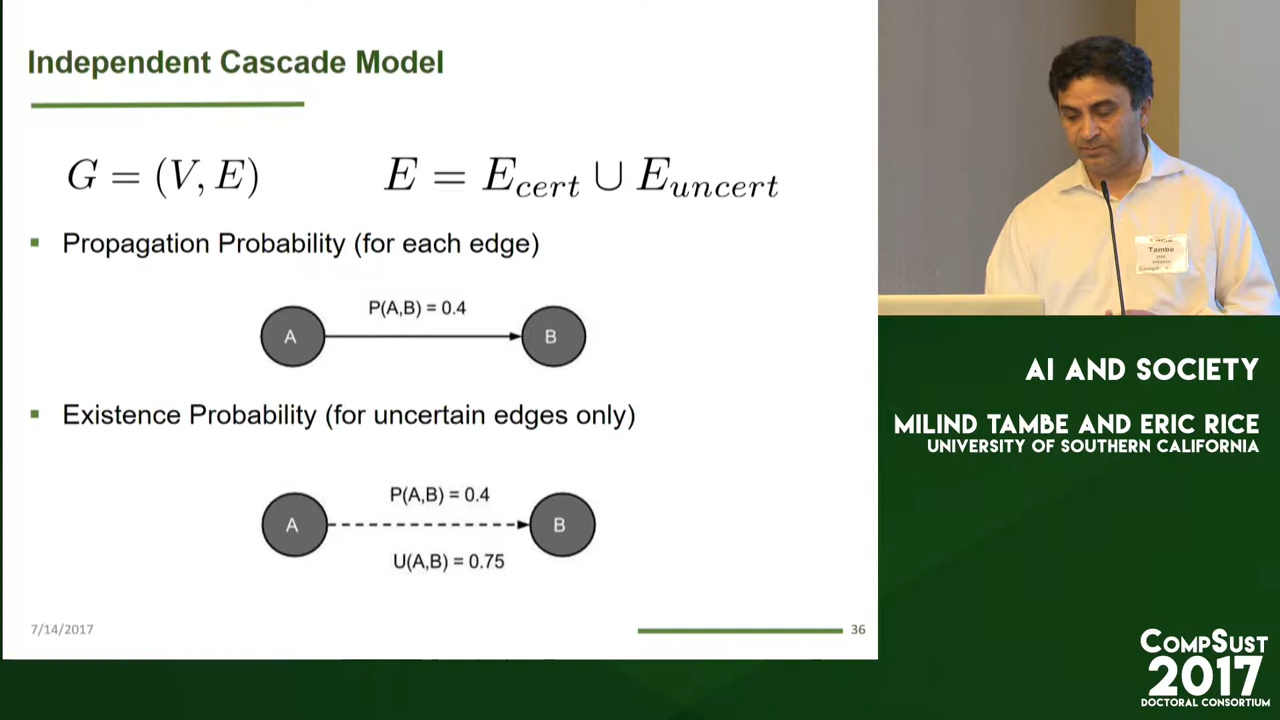 Independent Cascade Model
G = (V, E)
E = E_cert ∪ E_uncert
▪ Propagation Probability (for each edge)
P(A,B) = 0.4
A
B
▪ Existence Probability (for uncertain edges only)
P(A,B) = 0.4
A
B
U(A,B) = 0.75
7/14/2017
36
Tambe
AI AND SOCIETY
MILIND TAMBE AND ERIC RICE
UNIVERSITY OF SOUTHERN CALIFORNIA
COMPSUST
2017
DOCTORAL CONSORTIUM